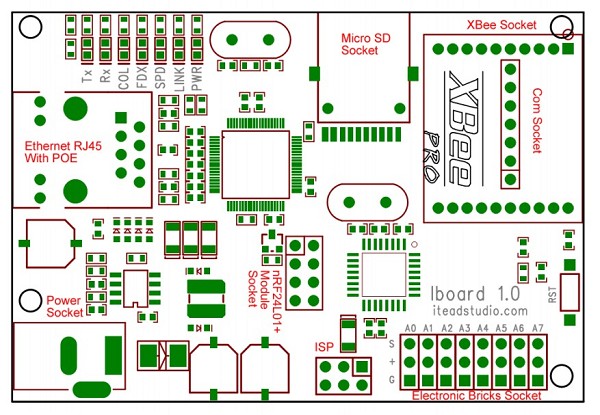 XBee Socket
Micro SD
Socket
Tx
Rx
COL
FDX
SPD
LINK
PWR
XBee
PRO
Com Socket
Ethernet RJ45
With POE
nRF24L01+
Module
Socket
Power
Socket
Iboard 1.0
iteadstudio.com
RST
ISP
A0 A1 A2 A3 A4 A5 A6 A7
S
+
G
Electronic Bricks Socket